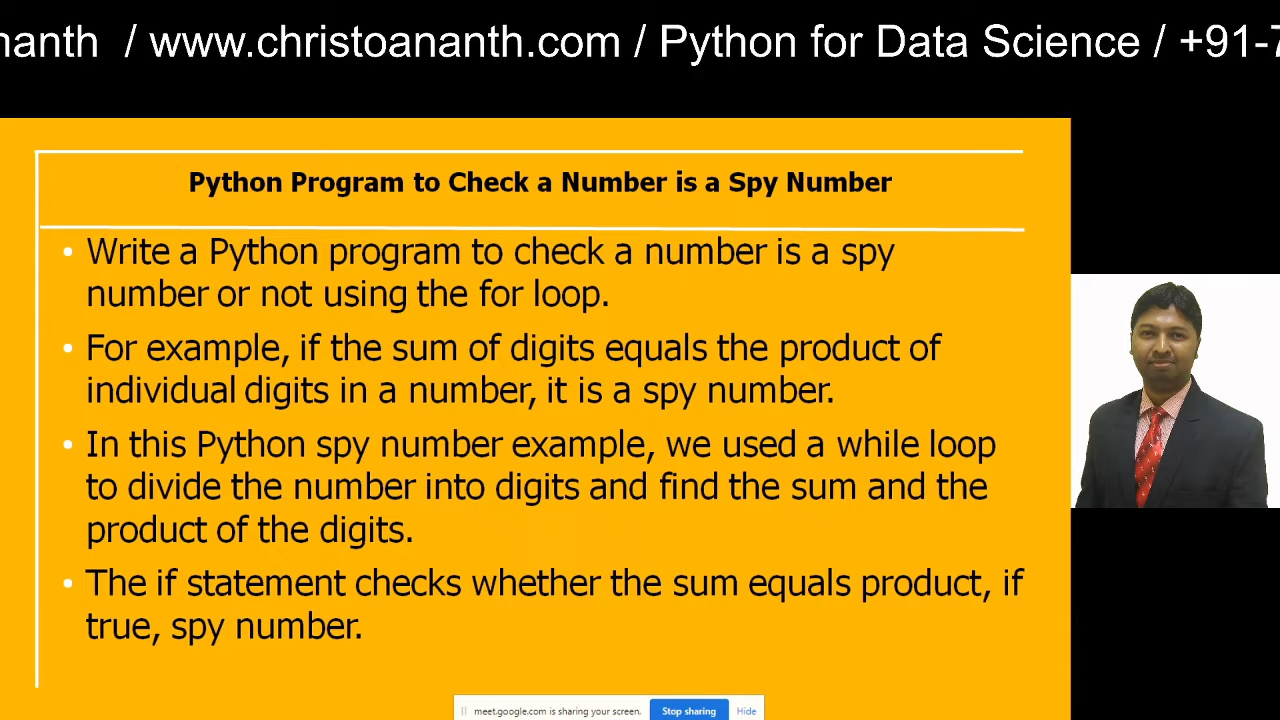 nanth / www.christoananth.com / Python for Data Science / +91-7
Python Program to Check a Number is a Spy Number
• Write a Python program to check a number is a spy
number or not using the for loop.
• For example, if the sum of digits equals the product of
individual digits in a number, it is a spy number.
• In this Python spy number example, we used a while loop
to divide the number into digits and find the sum and the
product of the digits.
• The if statement checks whether the sum equals product, if
true, spy number.
meet.google.com is sharing your screen. Stop sharing Hide